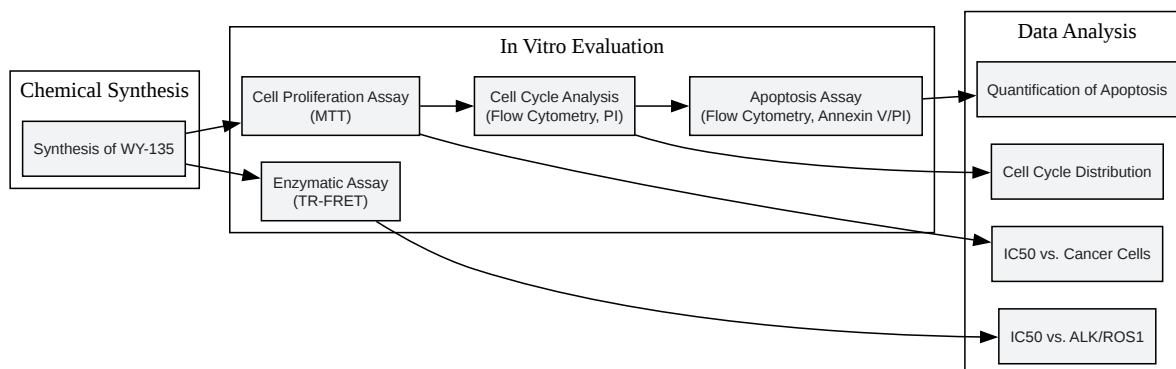 Chemical Synthesis
Synthesis of WY-135
In Vitro Evaluation
Cell Proliferation Assay
(MTT)
Cell Cycle Analysis
(Flow Cytometry, PI)
Apoptosis Assay
(Flow Cytometry, Annexin V/PI)
Enzymatic Assay
(TR-FRET)
Data Analysis
Quantification of Apoptosis
Cell Cycle Distribution
IC50 vs. Cancer Cells
IC50 vs. ALK/ROS1